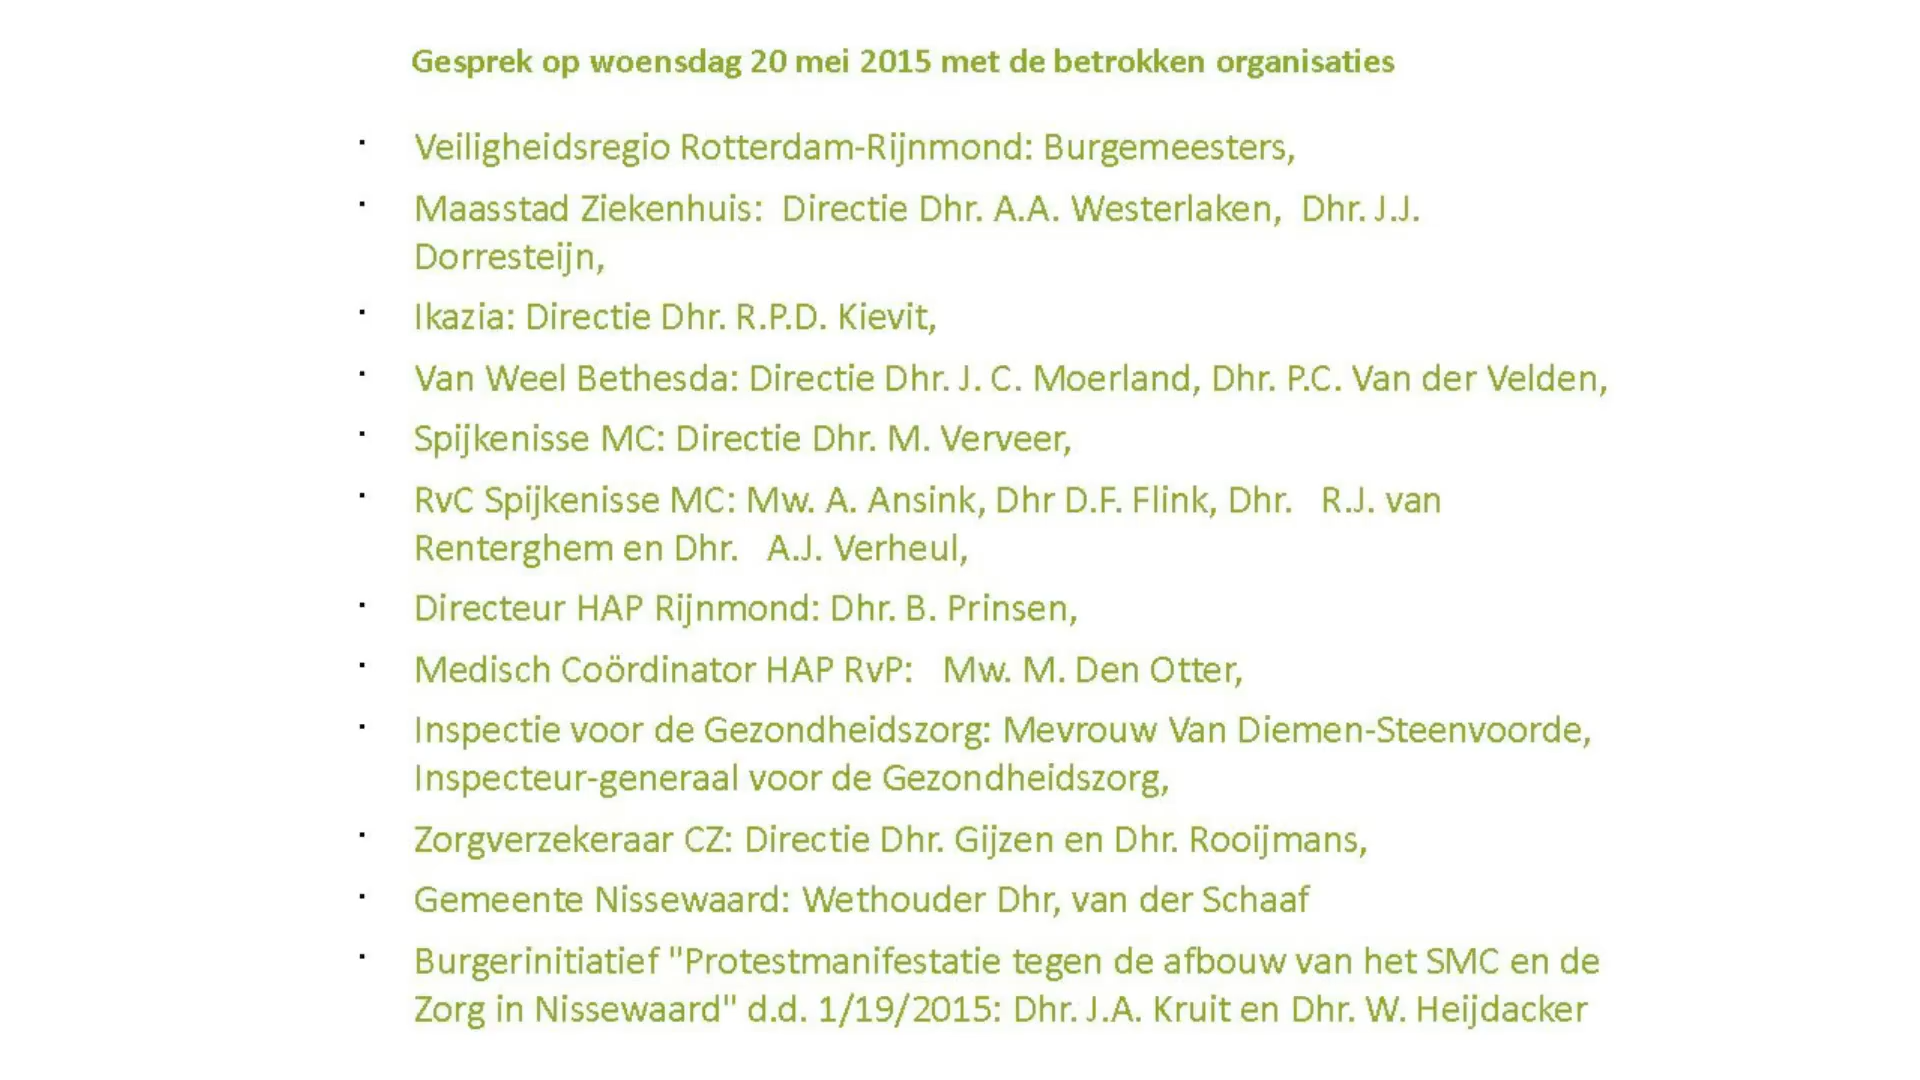 Gesprek op woensdag 20 mei 2015 met de betrokken organisaties
· Veiligheidsregio Rotterdam-Rijnmond: Burgemeesters,
· Maasstad Ziekenhuis: Directie Dhr. A.A. Westerlaken, Dhr. J.J.
Dorresteijn,
· Ikazia: Directie Dhr. R.P.D. Kievit,
· Van Weel Bethesda: Directie Dhr. J. C. Moerland, Dhr. P.C. Van der Velden,
· Spijkenisse MC: Directie Dhr. M. Verveer,
· RvC Spijkenisse MC: Mw. A. Ansink, Dhr D.F. Flink, Dhr. R.J. van
Renterghem en Dhr. A.J. Verheul,
· Directeur HAP Rijnmond: Dhr. B. Prinsen,
· Medisch Coördinator HAP RvP: Mw. M. Den Otter,
· Inspectie voor de Gezondheidszorg: Mevrouw Van Diemen-Steenvoorde,
Inspecteur-generaal voor de Gezondheidszorg,
· Zorgverzekeraar CZ: Directie Dhr. Gijzen en Dhr. Rooijmans,
· Gemeente Nissewaard: Wethouder Dhr, van der Schaaf
· Burgerinitiatief "Protestmanifestatie tegen de afbouw van het SMC en de
Zorg in Nissewaard" d.d. 1/19/2015: Dhr. J.A. Kruit en Dhr. W. Heijdacker